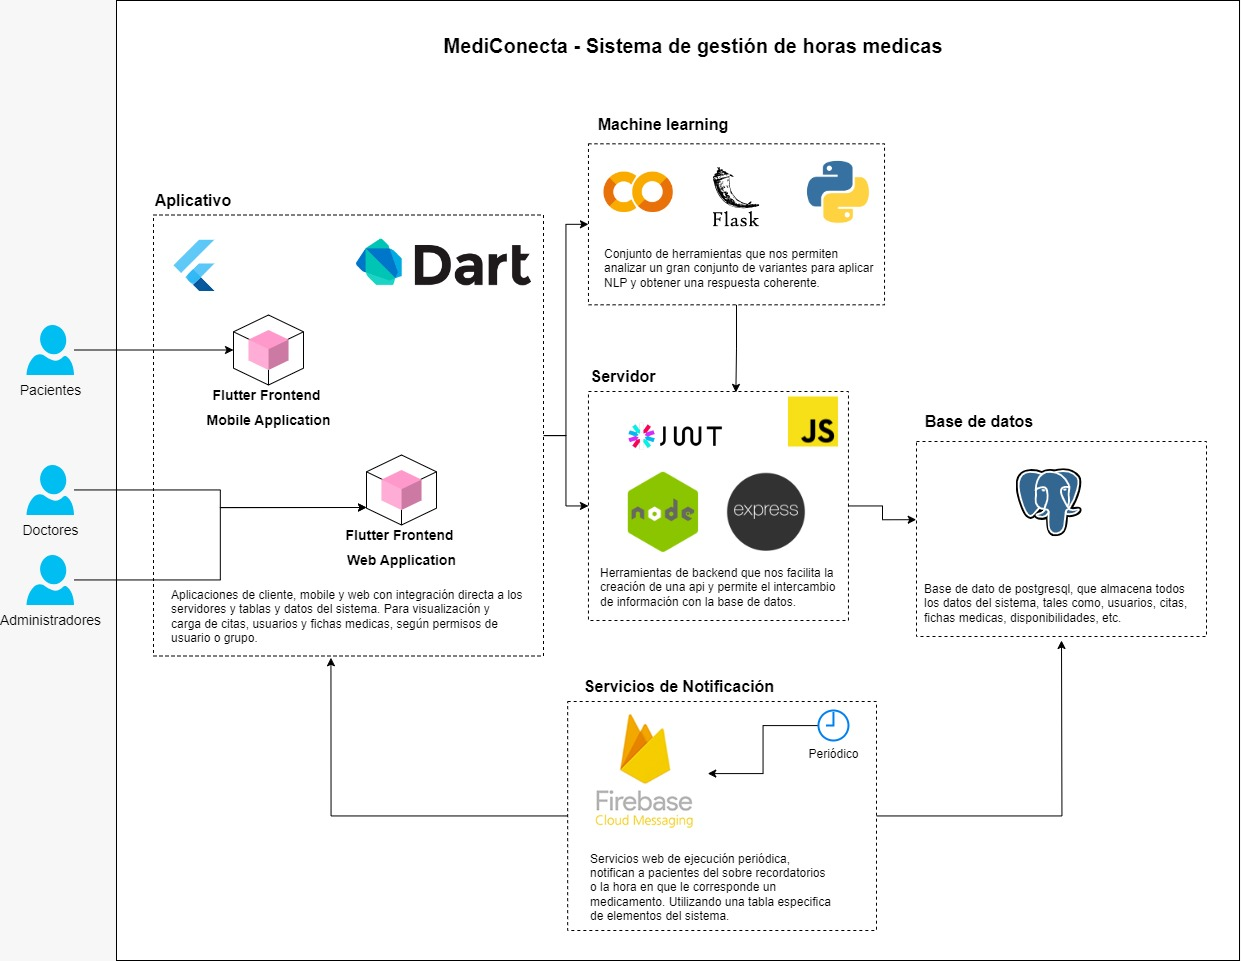 MediConecta - Sistema de gestión de horas medicas
Machine learning
Flask
Conjunto de herramientas que nos permiten
analizar un gran conjunto de variantes para aplicar
NLP y obtener una respuesta coherente.
Aplicativo
Dart
Pacientes
Flutter Frontend
Mobile Application
Doctores
Administradores
Flutter Frontend
Web Application
Aplicaciones de cliente, mobile y web con integración directa a los
servidores y tablas y datos del sistema. Para visualización y
carga de citas, usuarios y fichas medicas, según permisos de
usuario o grupo.
Servidor
JWT
JS
node
express
Herramientas de backend que nos facilita la
creación de una api y permite el intercambio
de información con la base de datos.
Base de datos
Base de dato de postgresql, que almacena todos
los datos del sistema, tales como, usuarios, citas,
fichas medicas, disponibilidades, etc.
Servicios de Notificación
Periódico
Firebase
Cloud Messaging
Servicios web de ejecución periódica,
notifican a pacientes del sobre recordatorios
o la hora en que le corresponde un
medicamento. Utilizando una tabla especifica
de elementos del sistema.